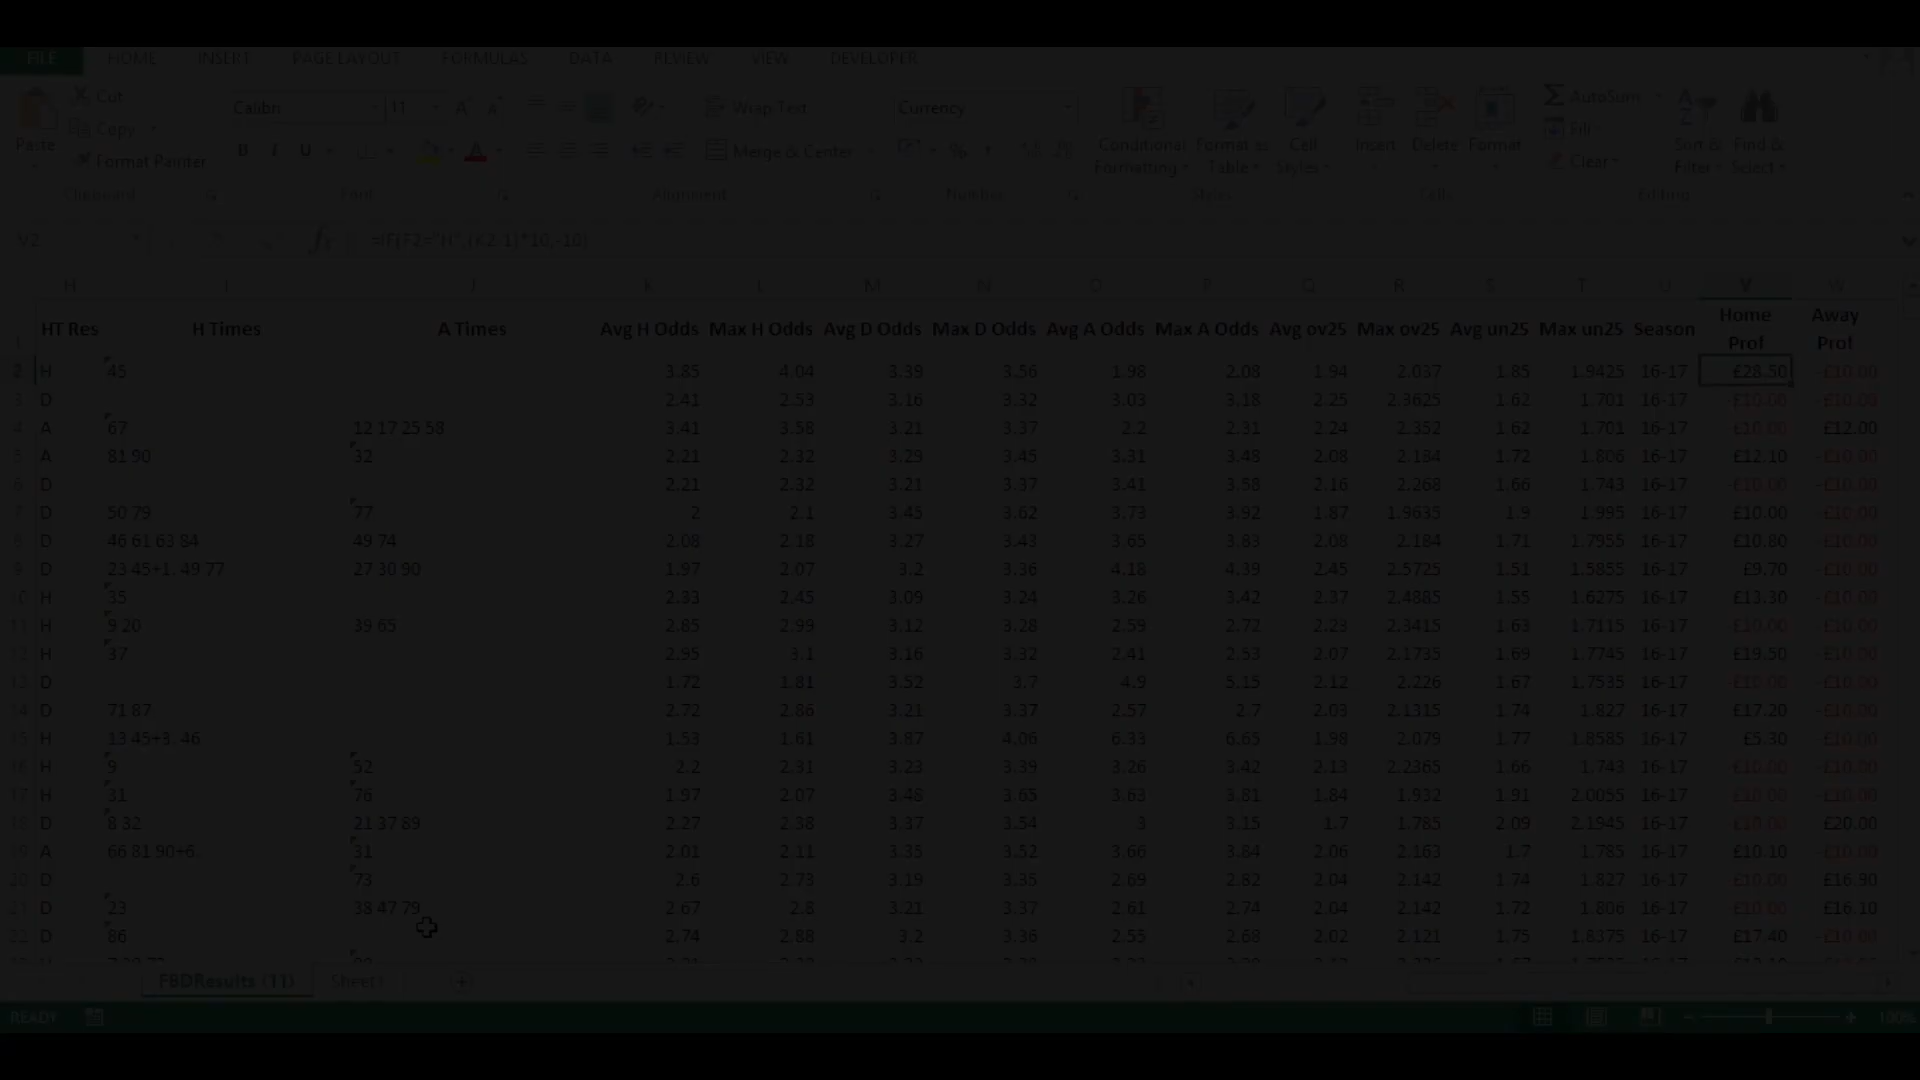 FILE HOME INSERT PAGE LAYOUT FORMULAS DATA REVIEW VIEW DEVELOPER
Cut
Copy
Paste
Format Painter
Calibri 11
B I U
Wrap Text
Merge & Center
Currency
%
Conditional Formatting
Format as Table
Cell Styles
Insert Delete Format
AutoSum
Fill
Clear
Sort & Filter
Find & Select
Clipboard Font Alignment Number Styles Cells Editing
V2 fx =IF(F2="H",(K2-1)*10,-10)
H I J K L M N O P Q R S T U V W
1 HT Res H Times A Times Avg H Odds Max H Odds Avg D Odds Max D Odds Avg A Odds Max A Odds Avg ov25 Max ov25 Avg un25 Max un25 Season Home Prof Away Prof
2 H 45 3.85 4.04 3.39 3.56 1.98 2.08 1.94 2.037 1.85 1.9425 16-17 £28.50 -£10.00
3 D 2.41 2.53 3.16 3.32 3.03 3.18 2.25 2.3625 1.62 1.701 16-17 -£10.00 -£10.00
4 A 67 12 17 25 58 3.41 3.58 3.21 3.37 2.2 2.31 2.24 2.352 1.62 1.701 16-17 -£10.00 £12.00
5 A 81 90 32 2.21 2.32 3.29 3.45 3.31 3.48 2.08 2.184 1.72 1.806 16-17 £12.10 -£10.00
6 D 2.21 2.32 3.21 3.37 3.41 3.58 2.16 2.268 1.66 1.743 16-17 -£10.00 -£10.00
7 D 50 79 77 2 2.1 3.45 3.62 3.73 3.92 1.87 1.9635 1.9 1.995 16-17 £10.00 -£10.00
8 D 46 61 63 84 49 74 2.08 2.18 3.27 3.43 3.65 3.83 2.08 2.184 1.71 1.7955 16-17 £10.80 -£10.00
9 D 23 45+1. 49 77 27 30 90 1.97 2.07 3.2 3.36 4.18 4.39 2.45 2.5725 1.51 1.5855 16-17 £9.70 -£10.00
10 H 35 2.33 2.45 3.09 3.24 3.26 3.42 2.37 2.4885 1.55 1.6275 16-17 £13.30 -£10.00
11 H 9 20 39 65 2.85 2.99 3.12 3.28 2.59 2.72 2.23 2.3415 1.63 1.7115 16-17 -£10.00 -£10.00
12 H 37 2.95 3.1 3.16 3.32 2.41 2.53 2.07 2.1735 1.69 1.7745 16-17 £19.50 -£10.00
13 D 1.72 1.81 3.52 3.7 4.9 5.15 2.12 2.226 1.67 1.7535 16-17 -£10.00 -£10.00
14 D 71 87 2.72 2.86 3.21 3.37 2.57 2.7 2.03 2.1315 1.74 1.827 16-17 £17.20 -£10.00
15 H 13 45+3. 46 1.53 1.61 3.87 4.06 6.33 6.65 1.98 2.079 1.77 1.8585 16-17 £5.30 -£10.00
16 H 9 52 2.2 2.31 3.23 3.39 3.26 3.42 2.13 2.2365 1.66 1.743 16-17 -£10.00 -£10.00
17 H 31 76 1.97 2.07 3.48 3.65 3.63 3.81 1.84 1.932 1.91 2.0055 16-17 -£10.00 -£10.00
18 D 8 32 21 37 89 2.27 2.38 3.37 3.54 3 3.15 1.7 1.785 2.09 2.1945 16-17 -£10.00 £20.00
19 A 66 81 90+6. 31 2.01 2.11 3.35 3.52 3.66 3.84 2.06 2.163 1.7 1.785 16-17 £10.10 -£10.00
20 D 73 2.6 2.73 3.19 3.35 2.69 2.82 2.04 2.142 1.74 1.827 16-17 -£10.00 £16.90
21 D 23 38 47 79 2.67 2.8 3.21 3.37 2.61 2.74 2.04 2.142 1.72 1.806 16-17 -£10.00 £16.10
22 D 86 2.74 2.88 3.2 3.36 2.55 2.68 2.02 2.121 1.75 1.8375 16-17 £17.40 -£10.00
FBDResults (11) Sheet1
READY 100%